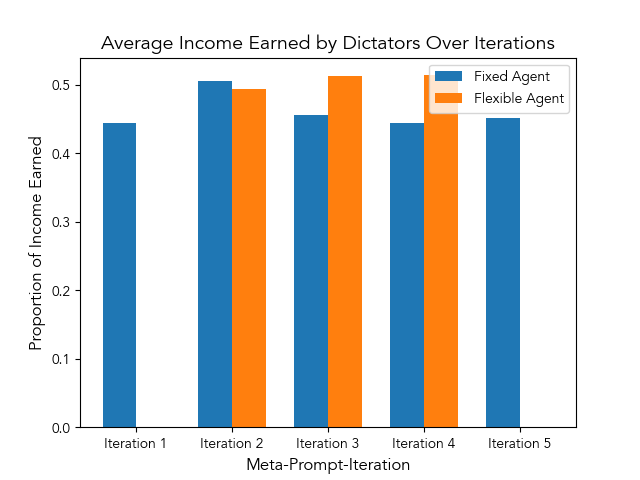 Average Income Earned by Dictators Over Iterations
Fixed Agent
Flexible Agent
Proportion of Income Earned
0.5
0.4
0.3
0.2
0.1
0.0
Iteration 1
Iteration 2
Iteration 3
Iteration 4
Iteration 5
Meta-Prompt-Iteration